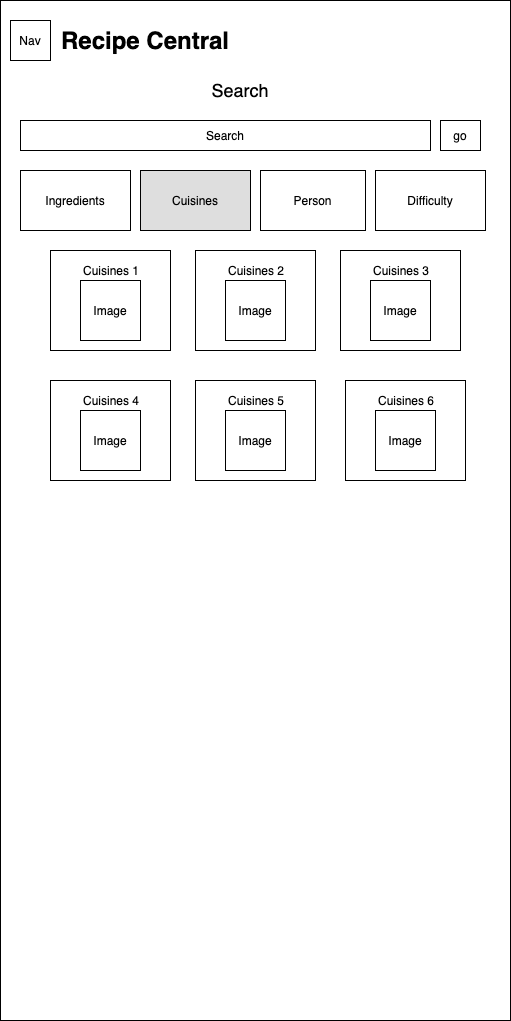 Nav
Recipe Central
Search
Search
go
Ingredients
Cuisines
Person
Difficulty
Cuisines 1
Cuisines 2
Cuisines 3
Image
Image
Image
Cuisines 4
Cuisines 5
Cuisines 6
Image
Image
Image